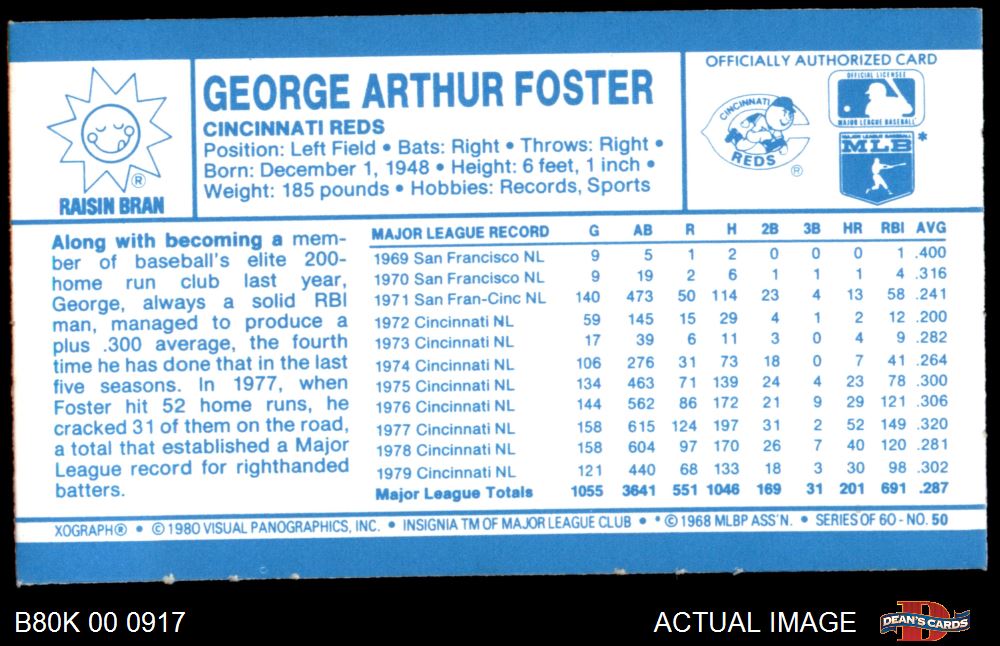 RAISIN BRAN
®
GEORGE ARTHUR FOSTER
CINCINNATI REDS
Position: Left Field • Bats: Right • Throws: Right •
Born: December 1, 1948 • Height: 6 feet, 1 inch •
Weight: 185 pounds • Hobbies: Records, Sports
OFFICIALLY AUTHORIZED CARD
CINCINNATI
REDS
®
OFFICIAL LICENSEE
MAJOR LEAGUE BASEBALL
MAJOR LEAGUE BASEBALL
MLB *
Along with becoming a mem-
ber of baseball's elite 200-
home run club last year,
George, always a solid RBI
man, managed to produce a
plus .300 average, the fourth
time he has done that in the last
five seasons. In 1977, when
Foster hit 52 home runs, he
cracked 31 of them on the road,
a total that established a Major
League record for righthanded
batters.
MAJOR LEAGUE RECORD G AB R H 2B 3B HR RBI AVG
1969 San Francisco NL 9 5 1 2 0 0 0 1 .400
1970 San Francisco NL 9 19 2 6 1 1 1 4 .316
1971 San Fran-Cinc NL 140 473 50 114 23 4 13 58 .241
1972 Cincinnati NL 59 145 15 29 4 1 2 12 .200
1973 Cincinnati NL 17 39 6 11 3 0 4 9 .282
1974 Cincinnati NL 106 276 31 73 18 0 7 41 .264
1975 Cincinnati NL 134 463 71 139 24 4 23 78 .300
1976 Cincinnati NL 144 562 86 172 21 9 29 121 .306
1977 Cincinnati NL 158 615 124 197 31 2 52 149 .320
1978 Cincinnati NL 158 604 97 170 26 7 40 120 .281
1979 Cincinnati NL 121 440 68 133 18 3 30 98 .302
Major League Totals 1055 3641 551 1046 169 31 201 691 .287
XOGRAPH® • © 1980 VISUAL PANOGRAPHICS, INC. • INSIGNIA TM OF MAJOR LEAGUE CLUB • * © 1968 MLBP ASS'N. • SERIES OF 60 - NO. 50
B80K 00 0917
ACTUAL IMAGE
D
DEAN'S CARDS